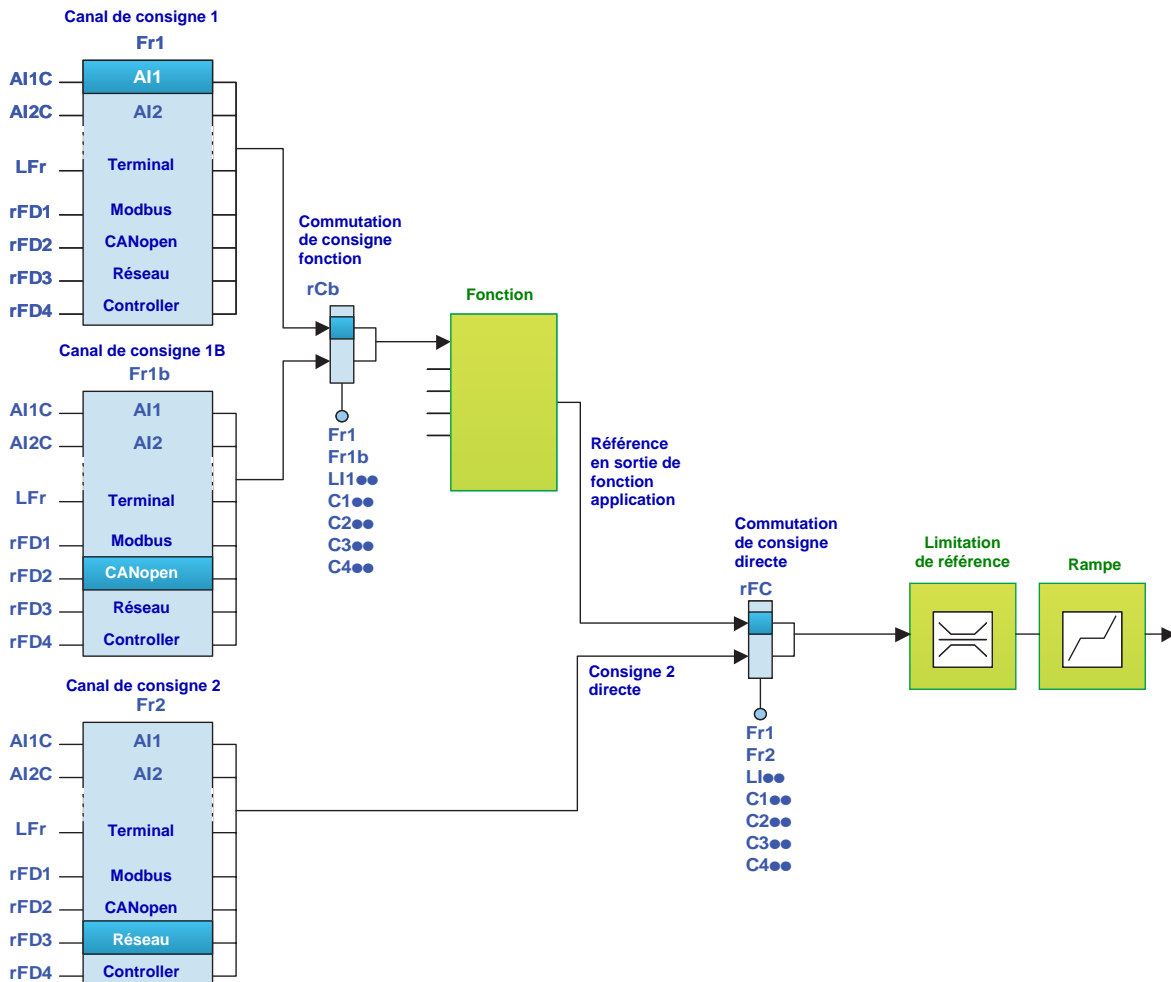 Canal de consigne 1
Fr1
AI1C
AI1
AI2C
AI2
LFr
Terminal
rFD1
Modbus
rFD2
CANopen
rFD3
Réseau
rFD4
Controller
Canal de consigne 1B
Fr1b
AI1C
AI1
AI2C
AI2
LFr
Terminal
rFD1
Modbus
rFD2
CANopen
rFD3
Réseau
rFD4
Controller
Canal de consigne 2
Fr2
AI1C
AI1
AI2C
AI2
LFr
Terminal
rFD1
Modbus
rFD2
CANopen
rFD3
Réseau
rFD4
Controller
Commutation
de consigne
fonction
rCb
Fr1
Fr1b
LI1●●
C1●●
C2●●
C3●●
C4●●
Fonction
Référence
en sortie de
fonction
application
Consigne 2
directe
Commutation
de consigne
directe
rFC
Fr1
Fr2
LI●●
C1●●
C2●●
C3●●
C4●●
Limitation
de référence
Rampe